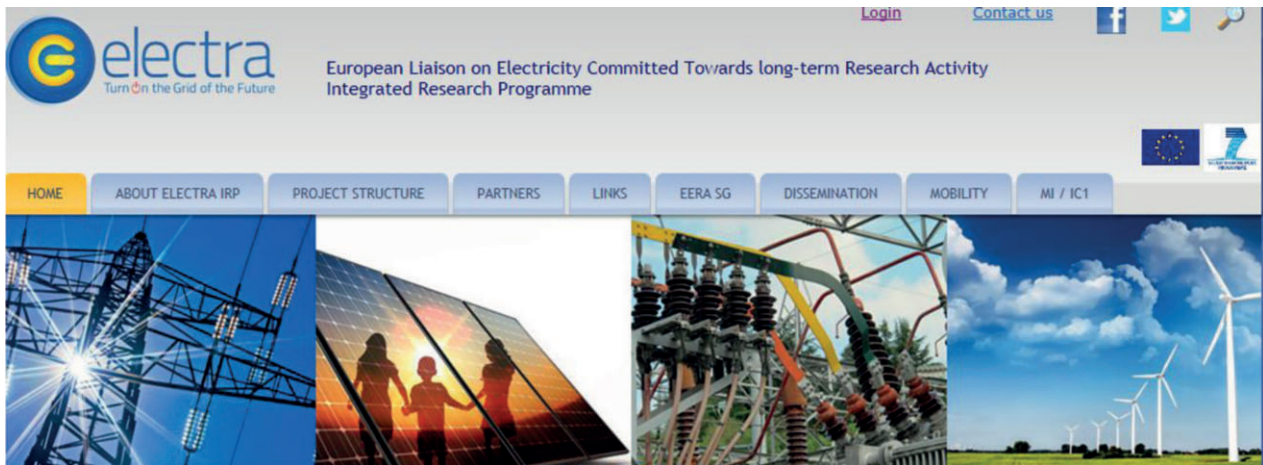 Login
Contact us
electra
Turn On the Grid of the Future
European Liaison on Electricity Committed Towards long-term Research Activity
Integrated Research Programme
7
HOME
ABOUT ELECTRA IRP
PROJECT STRUCTURE
PARTNERS
LINKS
EERA SG
DISSEMINATION
MOBILITY
MI / IC1